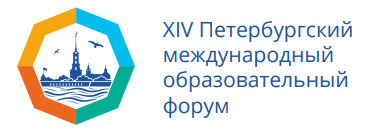 XIV Петербургский
международный
образовательный
форум